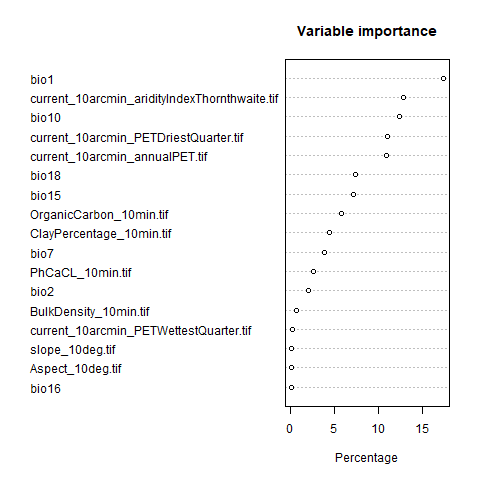 Variable importance
bio1
current_10arcmin_aridityIndexThornthwaite.tif
bio10
current_10arcmin_PETDriestQuarter.tif
current_10arcmin_annualPET.tif
bio18
bio15
OrganicCarbon_10min.tif
ClayPercentage_10min.tif
bio7
PhCaCL_10min.tif
bio2
BulkDensity_10min.tif
current_10arcmin_PETWettestQuarter.tif
slope_10deg.tif
Aspect_10deg.tif
bio16
0 5 10 15
Percentage